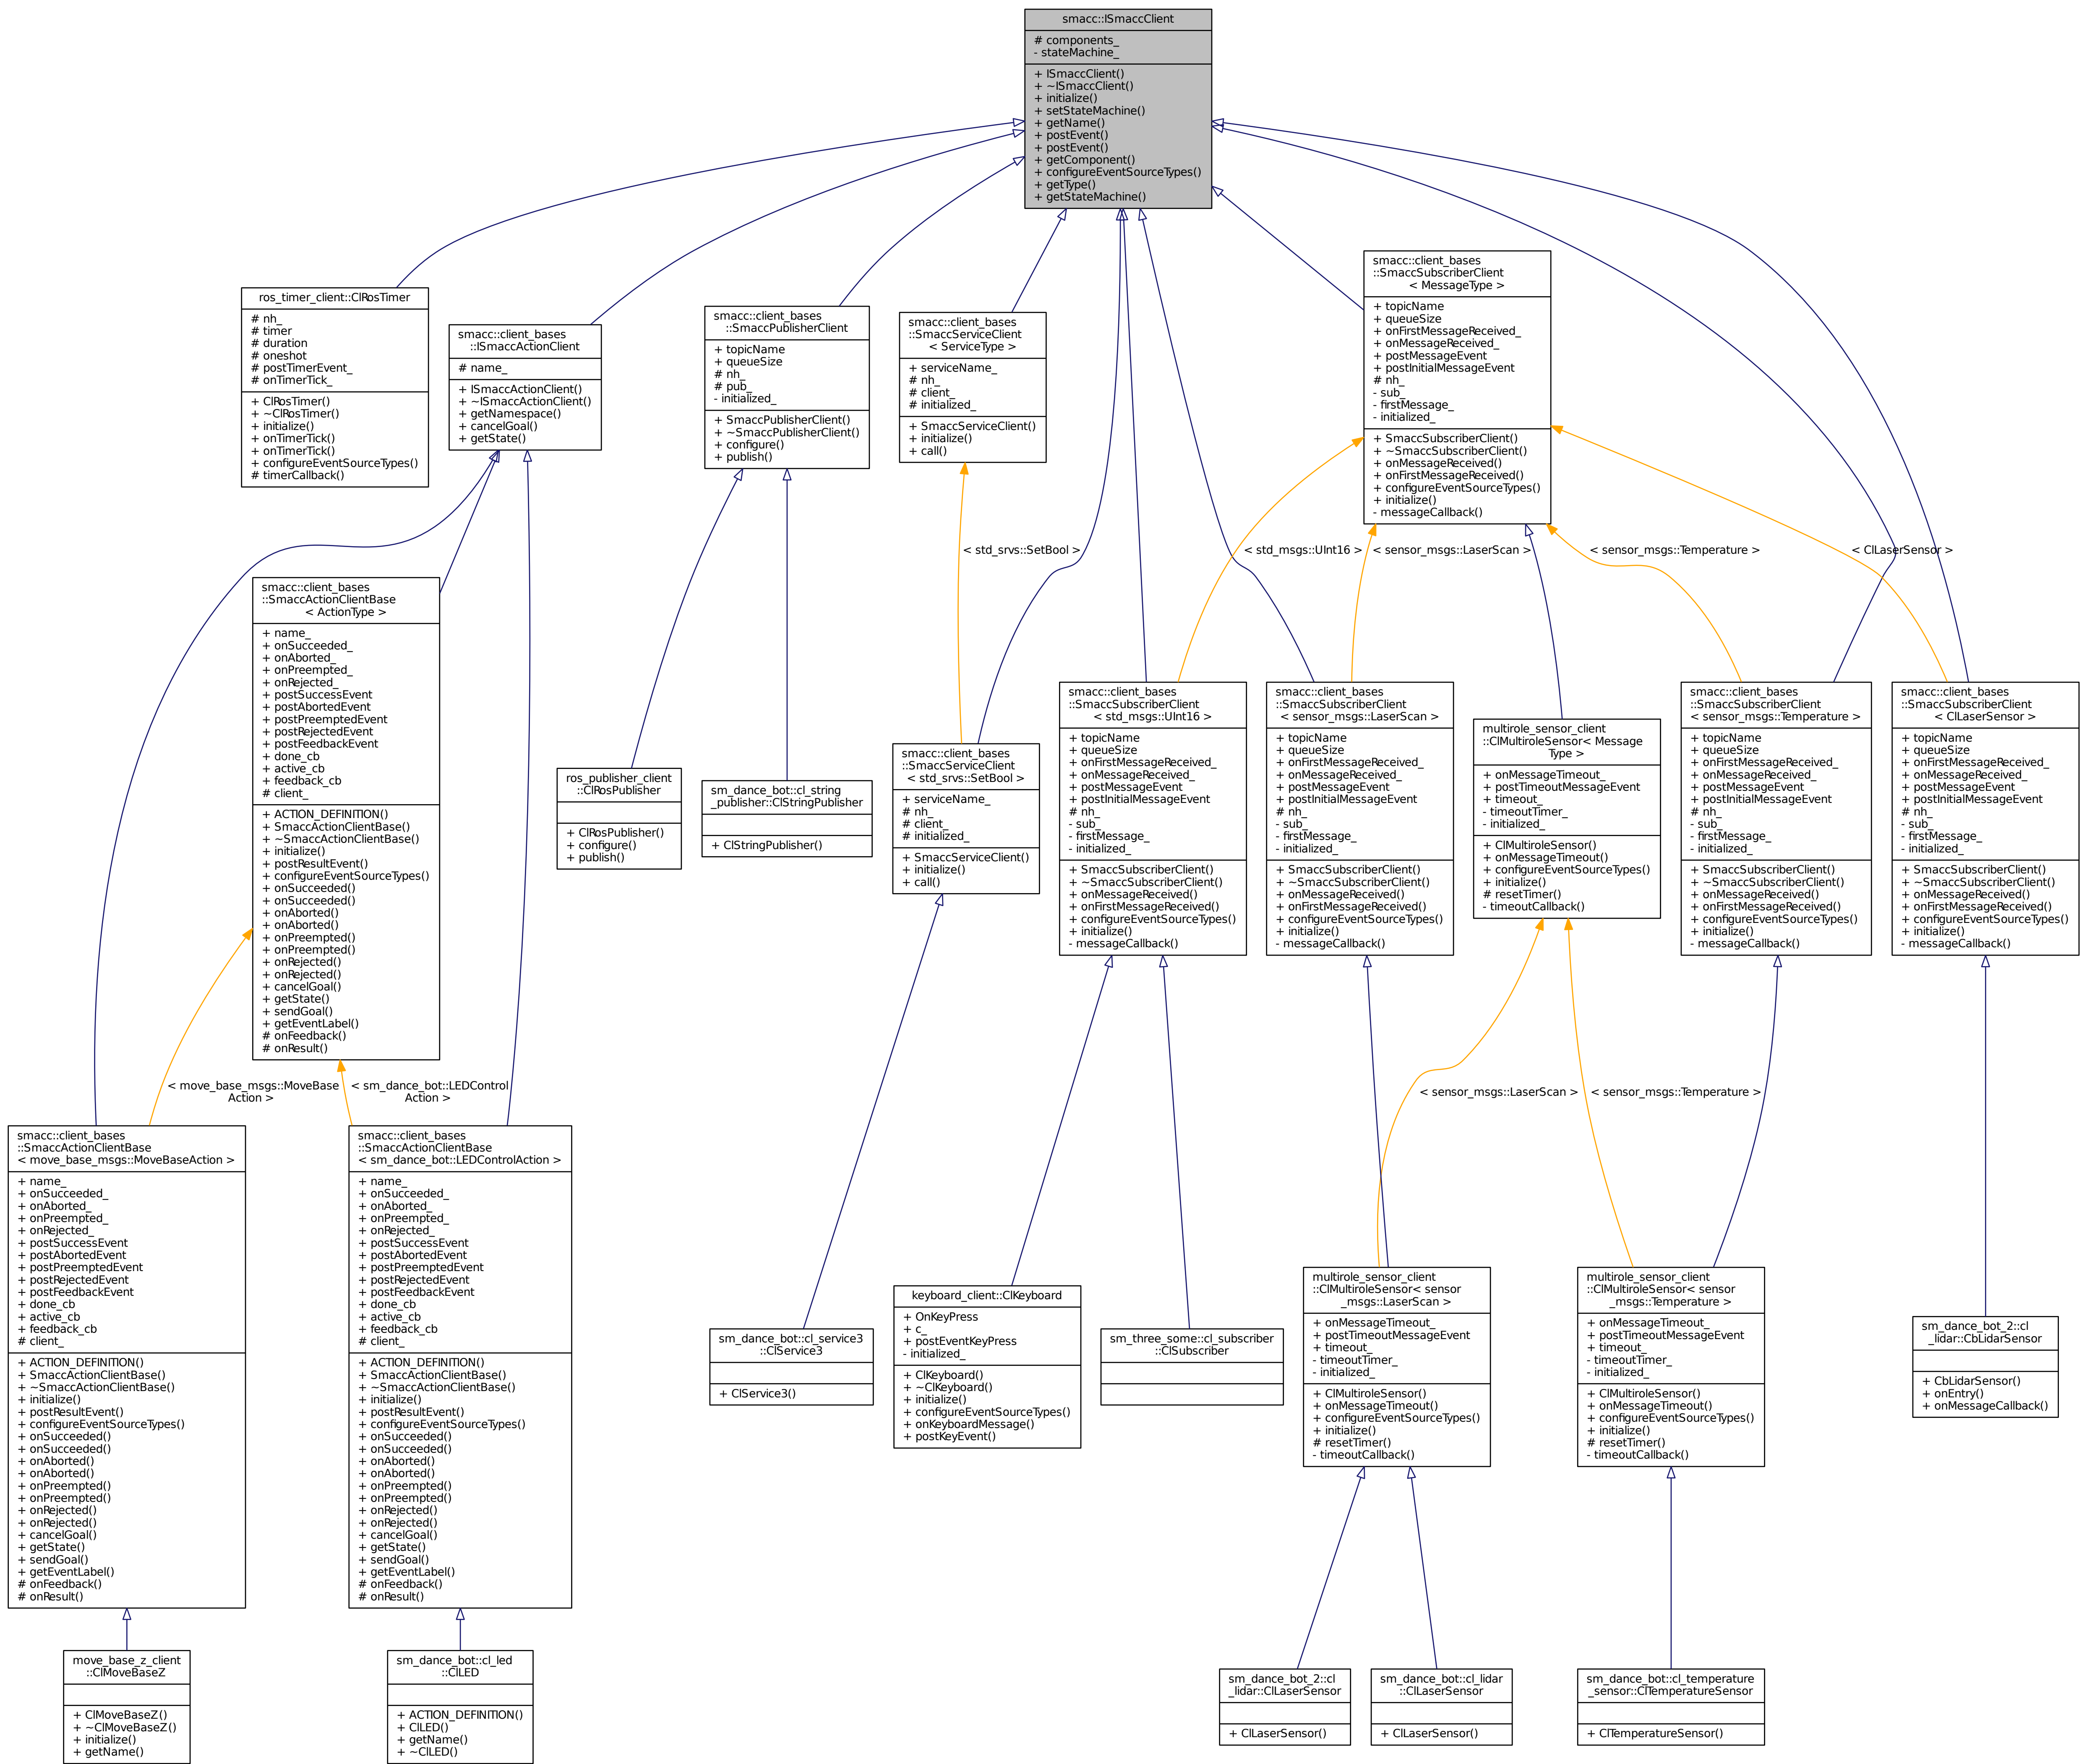 smacc::ISmaccClient
# components_
- stateMachine_
+ ISmaccClient()
+ ~ISmaccClient()
+ initialize()
+ setStateMachine()
+ getName()
+ postEvent()
+ postEvent()
+ getComponent()
+ configureEventSourceTypes()
+ getType()
+ getStateMachine()
ros_timer_client::ClRosTimer
# nh_
# timer
# duration
# oneshot
# postTimerEvent_
# onTimerTick_
+ ClRosTimer()
+ ~ClRosTimer()
+ initialize()
+ onTimerTick()
+ onTimerTick()
+ configureEventSourceTypes()
# timerCallback()
smacc::client_bases
::ISmaccActionClient
# name_
+ ISmaccActionClient()
+ ~ISmaccActionClient()
+ getNamespace()
+ cancelGoal()
+ getState()
smacc::client_bases
::SmaccPublisherClient
+ topicName
+ queueSize
# nh_
# pub_
- initialized_
+ SmaccPublisherClient()
+ ~SmaccPublisherClient()
+ configure()
+ publish()
smacc::client_bases
::SmaccServiceClient
< ServiceType >
+ serviceName_
# nh_
# client_
# initialized_
+ SmaccServiceClient()
+ initialize()
+ call()
smacc::client_bases
::SmaccSubscriberClient
< MessageType >
+ topicName
+ queueSize
+ onFirstMessageReceived_
+ onMessageReceived_
+ postMessageEvent
+ postInitialMessageEvent
# nh_
- sub_
- firstMessage_
- initialized_
+ SmaccSubscriberClient()
+ ~SmaccSubscriberClient()
+ onMessageReceived()
+ onFirstMessageReceived()
+ configureEventSourceTypes()
+ initialize()
- messageCallback()
< std_srvs::SetBool >
< std_msgs::UInt16 >
< sensor_msgs::LaserScan >
< sensor_msgs::Temperature >
< ClLaserSensor >
smacc::client_bases
::SmaccActionClientBase
< ActionType >
+ name_
+ onSucceeded_
+ onAborted_
+ onPreempted_
+ onRejected_
+ postSuccessEvent
+ postAbortedEvent
+ postPreemptedEvent
+ postRejectedEvent
+ postFeedbackEvent
+ done_cb
+ active_cb
+ feedback_cb
# client_
+ ACTION_DEFINITION()
+ SmaccActionClientBase()
+ ~SmaccActionClientBase()
+ initialize()
+ postResultEvent()
+ configureEventSourceTypes()
+ onSucceeded()
+ onSucceeded()
+ onAborted()
+ onAborted()
+ onPreempted()
+ onPreempted()
+ onRejected()
+ onRejected()
+ cancelGoal()
+ getState()
+ sendGoal()
+ getEventLabel()
# onFeedback()
# onResult()
ros_publisher_client
::ClRosPublisher
+ ClRosPublisher()
+ configure()
+ publish()
sm_dance_bot::cl_string
_publisher::ClStringPublisher
+ ClStringPublisher()
smacc::client_bases
::SmaccServiceClient
< std_srvs::SetBool >
+ serviceName_
# nh_
# client_
# initialized_
+ SmaccServiceClient()
+ initialize()
+ call()
smacc::client_bases
::SmaccSubscriberClient
< std_msgs::UInt16 >
+ topicName
+ queueSize
+ onFirstMessageReceived_
+ onMessageReceived_
+ postMessageEvent
+ postInitialMessageEvent
# nh_
- sub_
- firstMessage_
- initialized_
+ SmaccSubscriberClient()
+ ~SmaccSubscriberClient()
+ onMessageReceived()
+ onFirstMessageReceived()
+ configureEventSourceTypes()
+ initialize()
- messageCallback()
smacc::client_bases
::SmaccSubscriberClient
< sensor_msgs::LaserScan >
+ topicName
+ queueSize
+ onFirstMessageReceived_
+ onMessageReceived_
+ postMessageEvent
+ postInitialMessageEvent
# nh_
- sub_
- firstMessage_
- initialized_
+ SmaccSubscriberClient()
+ ~SmaccSubscriberClient()
+ onMessageReceived()
+ onFirstMessageReceived()
+ configureEventSourceTypes()
+ initialize()
- messageCallback()
multirole_sensor_client
::ClMultiroleSensor< Message
Type >
+ onMessageTimeout_
+ postTimeoutMessageEvent
+ timeout_
- timeoutTimer_
- initialized_
+ ClMultiroleSensor()
+ onMessageTimeout()
+ configureEventSourceTypes()
+ initialize()
# resetTimer()
- timeoutCallback()
smacc::client_bases
::SmaccSubscriberClient
< sensor_msgs::Temperature >
+ topicName
+ queueSize
+ onFirstMessageReceived_
+ onMessageReceived_
+ postMessageEvent
+ postInitialMessageEvent
# nh_
- sub_
- firstMessage_
- initialized_
+ SmaccSubscriberClient()
+ ~SmaccSubscriberClient()
+ onMessageReceived()
+ onFirstMessageReceived()
+ configureEventSourceTypes()
+ initialize()
- messageCallback()
smacc::client_bases
::SmaccSubscriberClient
< ClLaserSensor >
+ topicName
+ queueSize
+ onFirstMessageReceived_
+ onMessageReceived_
+ postMessageEvent
+ postInitialMessageEvent
# nh_
- sub_
- firstMessage_
- initialized_
+ SmaccSubscriberClient()
+ ~SmaccSubscriberClient()
+ onMessageReceived()
+ onFirstMessageReceived()
+ configureEventSourceTypes()
+ initialize()
- messageCallback()
< move_base_msgs::MoveBase
Action >
< sm_dance_bot::LEDControl
Action >
< sensor_msgs::LaserScan >
< sensor_msgs::Temperature >
smacc::client_bases
::SmaccActionClientBase
< move_base_msgs::MoveBaseAction >
+ name_
+ onSucceeded_
+ onAborted_
+ onPreempted_
+ onRejected_
+ postSuccessEvent
+ postAbortedEvent
+ postPreemptedEvent
+ postRejectedEvent
+ postFeedbackEvent
+ done_cb
+ active_cb
+ feedback_cb
# client_
+ ACTION_DEFINITION()
+ SmaccActionClientBase()
+ ~SmaccActionClientBase()
+ initialize()
+ postResultEvent()
+ configureEventSourceTypes()
+ onSucceeded()
+ onSucceeded()
+ onAborted()
+ onAborted()
+ onPreempted()
+ onPreempted()
+ onRejected()
+ onRejected()
+ cancelGoal()
+ getState()
+ sendGoal()
+ getEventLabel()
# onFeedback()
# onResult()
smacc::client_bases
::SmaccActionClientBase
< sm_dance_bot::LEDControlAction >
+ name_
+ onSucceeded_
+ onAborted_
+ onPreempted_
+ onRejected_
+ postSuccessEvent
+ postAbortedEvent
+ postPreemptedEvent
+ postRejectedEvent
+ postFeedbackEvent
+ done_cb
+ active_cb
+ feedback_cb
# client_
+ ACTION_DEFINITION()
+ SmaccActionClientBase()
+ ~SmaccActionClientBase()
+ initialize()
+ postResultEvent()
+ configureEventSourceTypes()
+ onSucceeded()
+ onSucceeded()
+ onAborted()
+ onAborted()
+ onPreempted()
+ onPreempted()
+ onRejected()
+ onRejected()
+ cancelGoal()
+ getState()
+ sendGoal()
+ getEventLabel()
# onFeedback()
# onResult()
sm_dance_bot::cl_service3
::ClService3
+ ClService3()
keyboard_client::ClKeyboard
+ OnKeyPress
+ c_
+ postEventKeyPress
- initialized_
+ ClKeyboard()
+ ~ClKeyboard()
+ initialize()
+ configureEventSourceTypes()
+ onKeyboardMessage()
+ postKeyEvent()
sm_three_some::cl_subscriber
::ClSubscriber
multirole_sensor_client
::ClMultiroleSensor< sensor
_msgs::LaserScan >
+ onMessageTimeout_
+ postTimeoutMessageEvent
+ timeout_
- timeoutTimer_
- initialized_
+ ClMultiroleSensor()
+ onMessageTimeout()
+ configureEventSourceTypes()
+ initialize()
# resetTimer()
- timeoutCallback()
multirole_sensor_client
::ClMultiroleSensor< sensor
_msgs::Temperature >
+ onMessageTimeout_
+ postTimeoutMessageEvent
+ timeout_
- timeoutTimer_
- initialized_
+ ClMultiroleSensor()
+ onMessageTimeout()
+ configureEventSourceTypes()
+ initialize()
# resetTimer()
- timeoutCallback()
sm_dance_bot_2::cl
_lidar::CbLidarSensor
+ CbLidarSensor()
+ onEntry()
+ onMessageCallback()
move_base_z_client
::ClMoveBaseZ
+ ClMoveBaseZ()
+ ~ClMoveBaseZ()
+ initialize()
+ getName()
sm_dance_bot::cl_led
::ClLED
+ ACTION_DEFINITION()
+ ClLED()
+ getName()
+ ~ClLED()
sm_dance_bot_2::cl
_lidar::ClLaserSensor
+ ClLaserSensor()
sm_dance_bot::cl_lidar
::ClLaserSensor
+ ClLaserSensor()
sm_dance_bot::cl_temperature
_sensor::ClTemperatureSensor
+ ClTemperatureSensor()